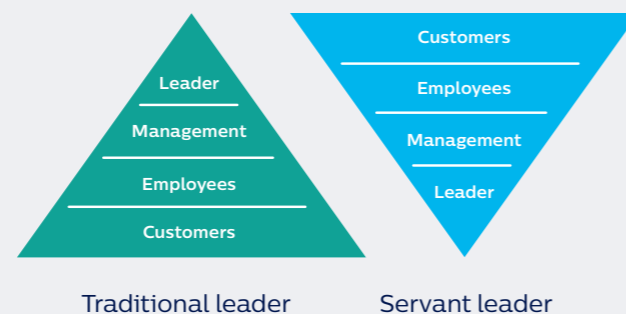 Leader
Management
Employees
Customers
Traditional leader
Customers
Employees
Management
Leader
Servant leader